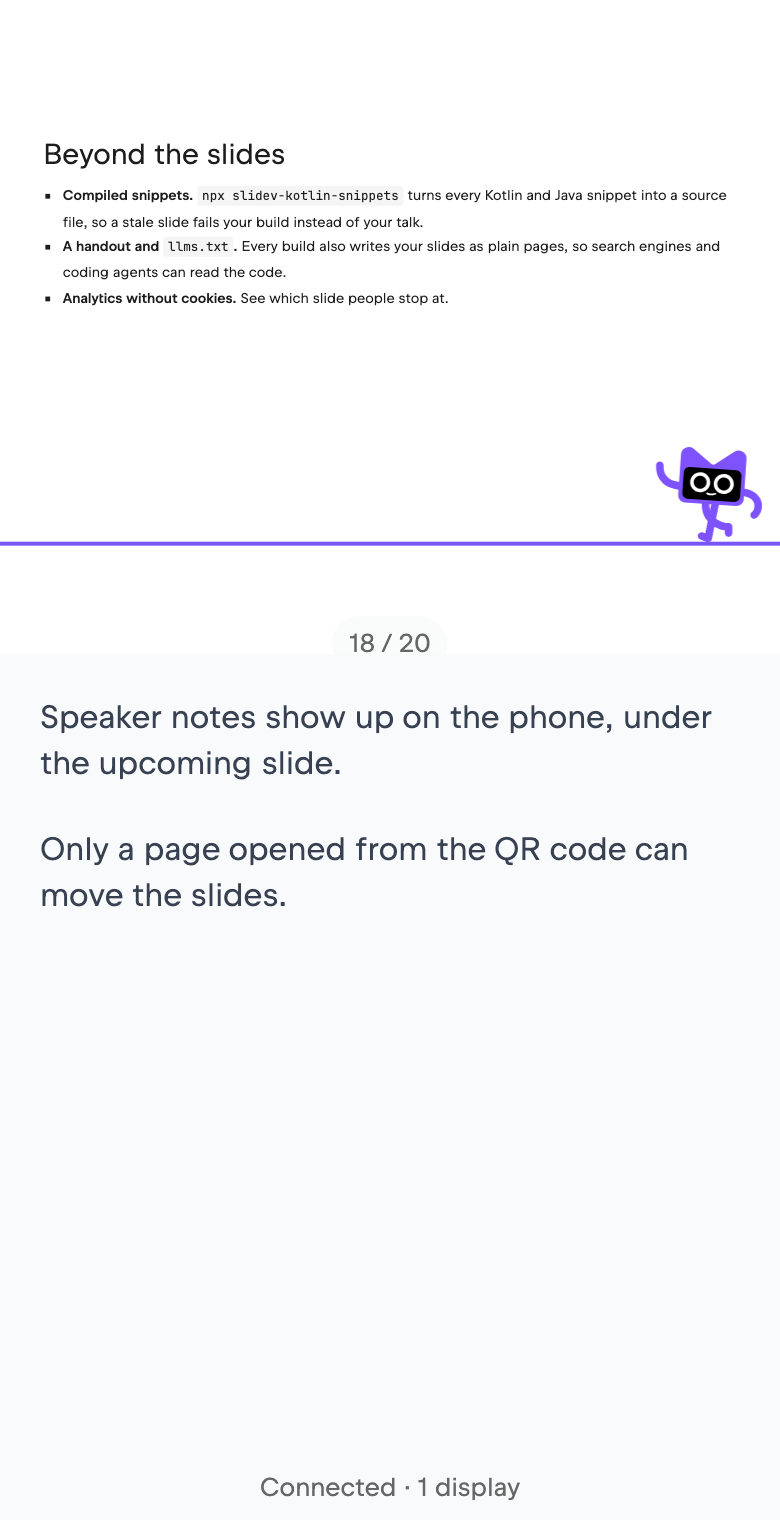 Beyond the slides
▪ Compiled snippets. npx slidev-kotlin-snippets turns every Kotlin and Java snippet into a source
file, so a stale slide fails your build instead of your talk.
▪ A handout and llms.txt. Every build also writes your slides as plain pages, so search engines and
coding agents can read the code.
▪ Analytics without cookies. See which slide people stop at.
18 / 20
Speaker notes show up on the phone, under
the upcoming slide.
Only a page opened from the QR code can
move the slides.
Connected · 1 display